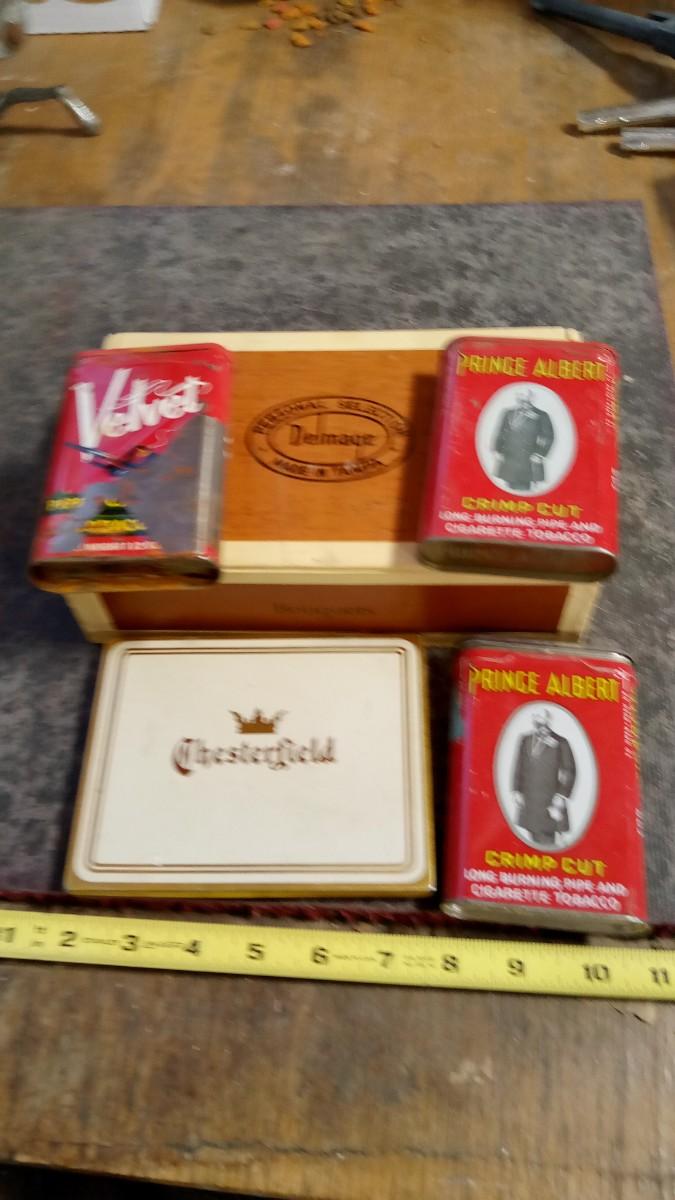 Velvet
PERSONAL SELECTION
Delmage
MADE IN TAMPA
PRINCE ALBERT
CRIMP CUT
LONG BURNING PIPE AND
CIGARETTE TOBACCO
Chesterfield
PRINCE ALBERT
CRIMP CUT
LONG BURNING PIPE AND
CIGARETTE TOBACCO
1 2 3 4 5 6 7 8 9 10 11